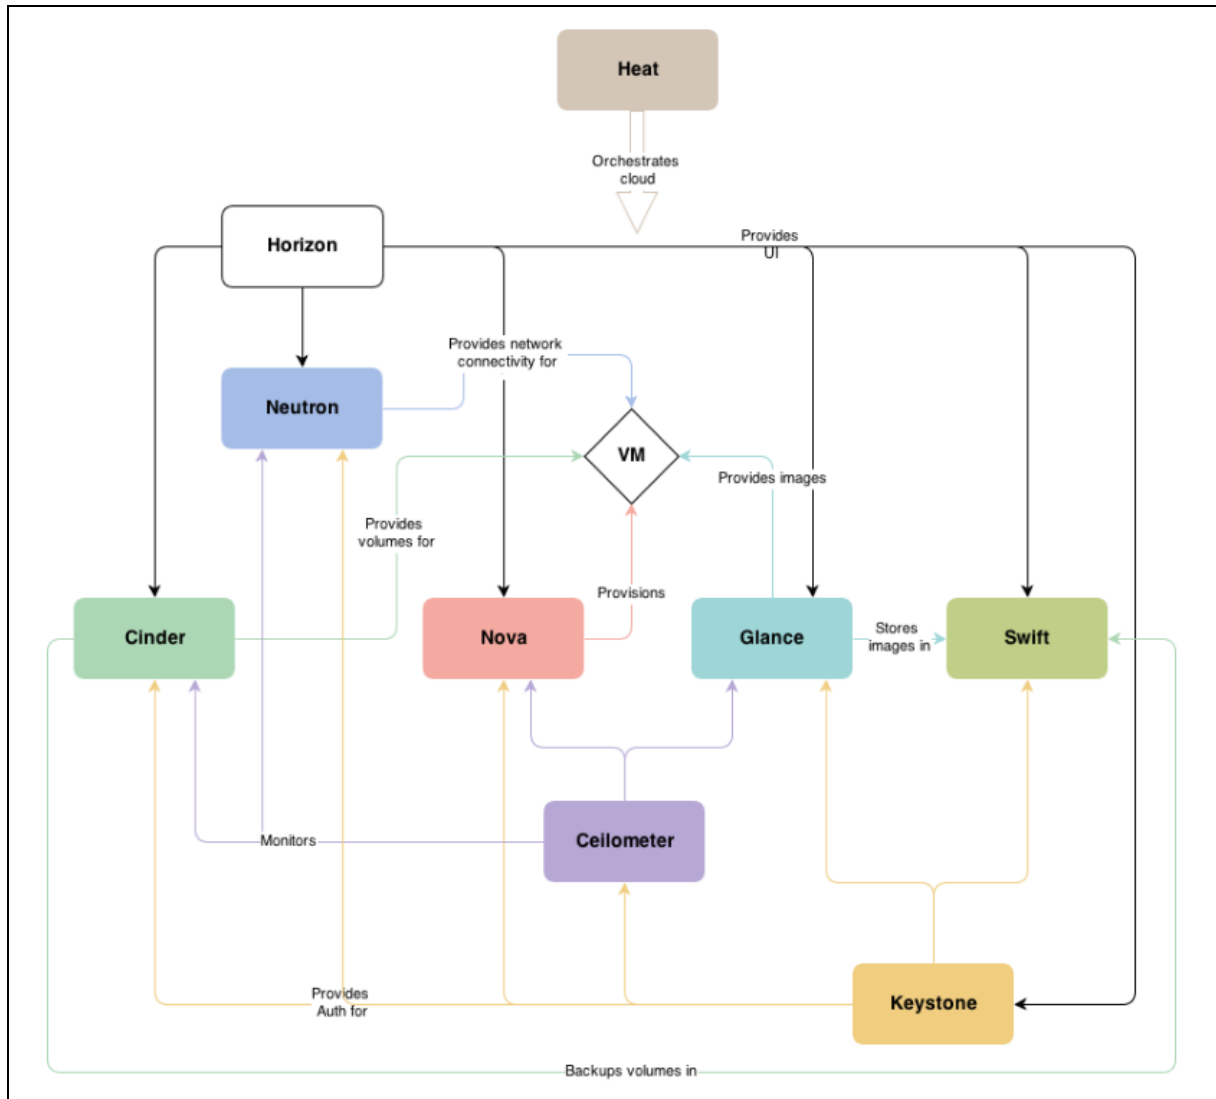 Heat
Orchestrates
cloud
Horizon
Provides
UI
Provides network
connectivity for
Neutron
VM
Provides images
Provides
volumes for
Provisions
Cinder
Nova
Glance
Stores
images in
Swift
Ceilometer
Monitors
Provides
Auth for
Keystone
Backups volumes in